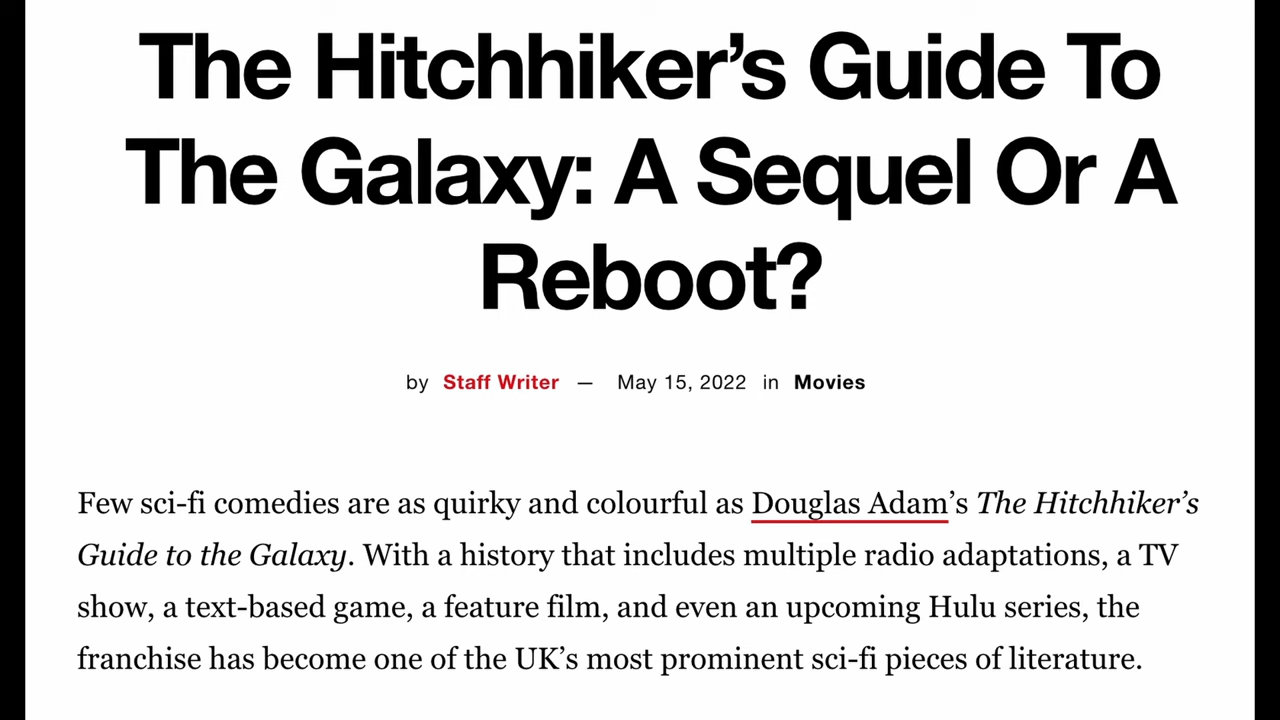 The Hitchhiker’s Guide To
The Galaxy: A Sequel Or A
Reboot?
by Staff Writer — May 15, 2022 in Movies
Few sci-fi comedies are as quirky and colourful as Douglas Adam’s The Hitchhiker’s
Guide to the Galaxy. With a history that includes multiple radio adaptations, a TV
show, a text-based game, a feature film, and even an upcoming Hulu series, the
franchise has become one of the UK’s most prominent sci-fi pieces of literature.